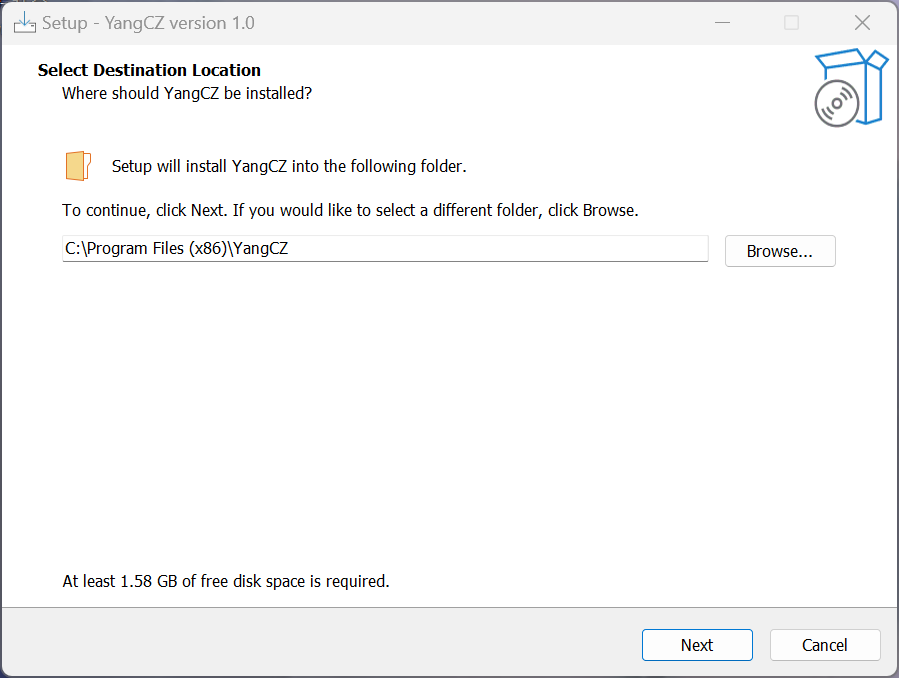 Setup - YangCZ version 1.0
Select Destination Location
Where should YangCZ be installed?
Setup will install YangCZ into the following folder.
To continue, click Next. If you would like to select a different folder, click Browse.
C:\Program Files (x86)\YangCZ
Browse...
At least 1.58 GB of free disk space is required.
Next
Cancel